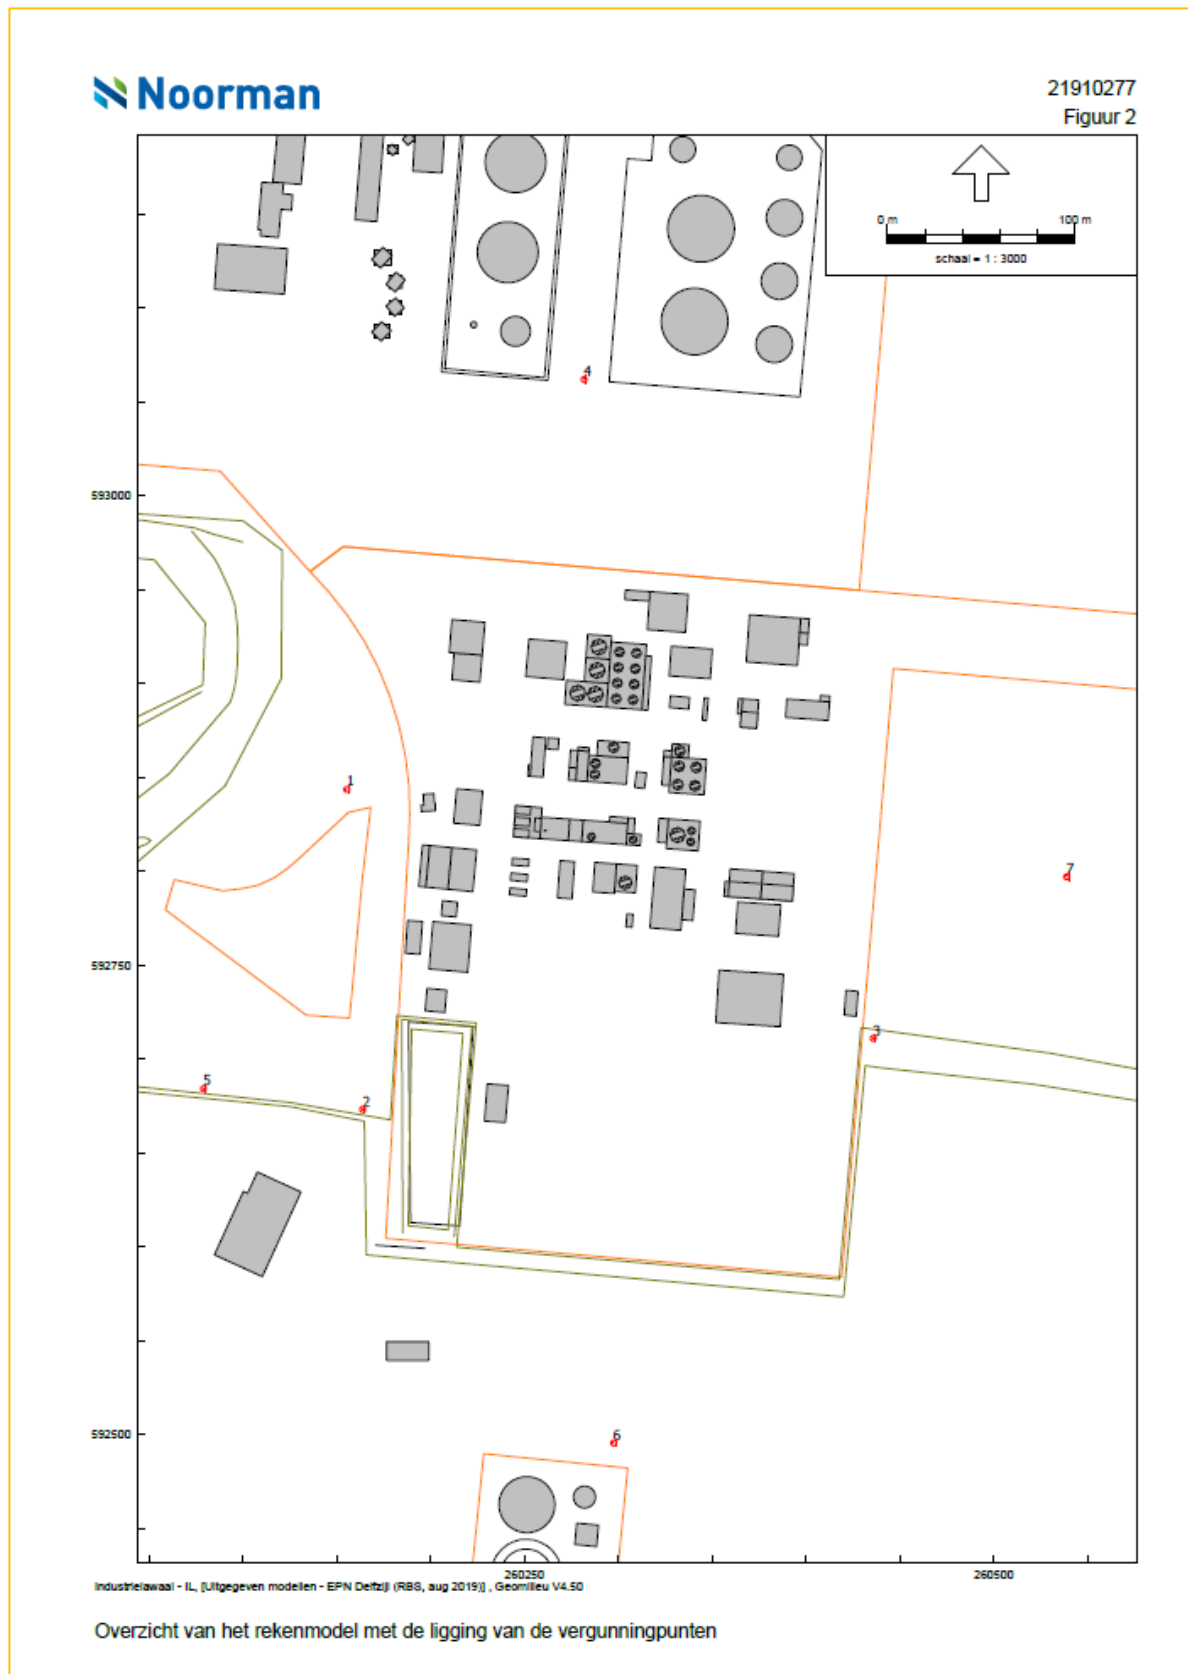 Noorman
21910277
Figuur 2
0 m
100 m
schaal = 1 : 3000
4
593000
1
7
592750
3
5
2
592500
6
260250
260500
Industrielawaai - IL, [Uitgegeven modellen - EPN Delfzijl (RBS, aug 2019)] , Geomilieu V4.50
Overzicht van het rekenmodel met de ligging van de vergunningpunten